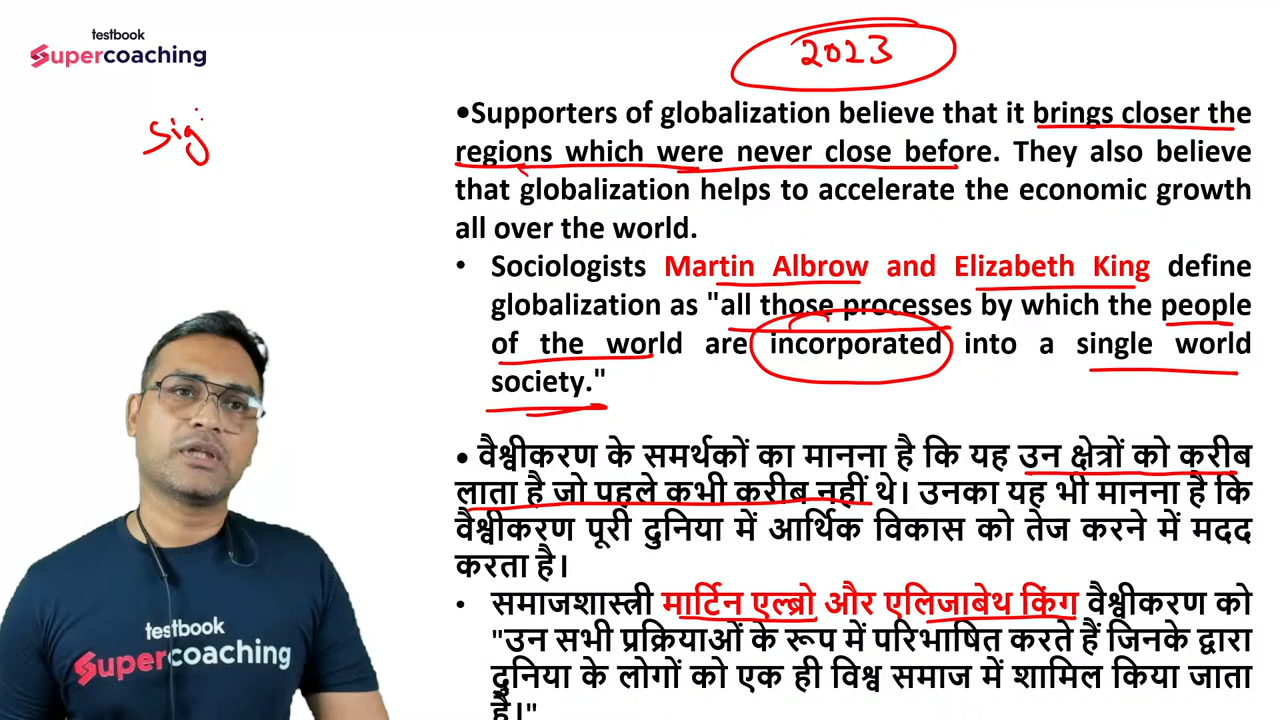 testbook
Supercoaching
2023
sig
•Supporters of globalization believe that it brings closer the
regions which were never close before. They also believe
that globalization helps to accelerate the economic growth
all over the world.
• Sociologists Martin Albrow and Elizabeth King define
globalization as "all those processes by which the people
of the world are incorporated into a single world
society."
• वैश्वीकरण के समर्थकों का मानना है कि यह उन क्षेत्रों को करीब
लाता है जो पहले कभी करीब नहीं थे। उनका यह भी मानना है कि
वैश्वीकरण पूरी दुनिया में आर्थिक विकास को तेज करने में मदद
करता है।
• समाजशास्त्री मार्टिन एल्ब्रो और एलिजाबेथ किंग वैश्वीकरण को
"उन सभी प्रक्रियाओं के रूप में परिभाषित करते हैं जिनके द्वारा
दुनिया के लोगों को एक ही विश्व समाज में शामिल किया जाता
है।"
testbook
Supercoaching